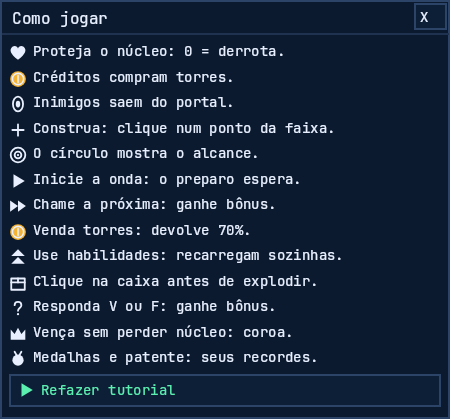 Como jogar
X
Proteja o núcleo: 0 = derrota.
Créditos compram torres.
Inimigos saem do portal.
Construa: clique num ponto da faixa.
O círculo mostra o alcance.
Inicie a onda: o preparo espera.
Chame a próxima: ganhe bônus.
Venda torres: devolve 70%.
Use habilidades: recarregam sozinhas.
Clique na caixa antes de explodir.
Responda V ou F: ganhe bônus.
Vença sem perder núcleo: coroa.
Medalhas e patente: seus recordes.
Refazer tutorial